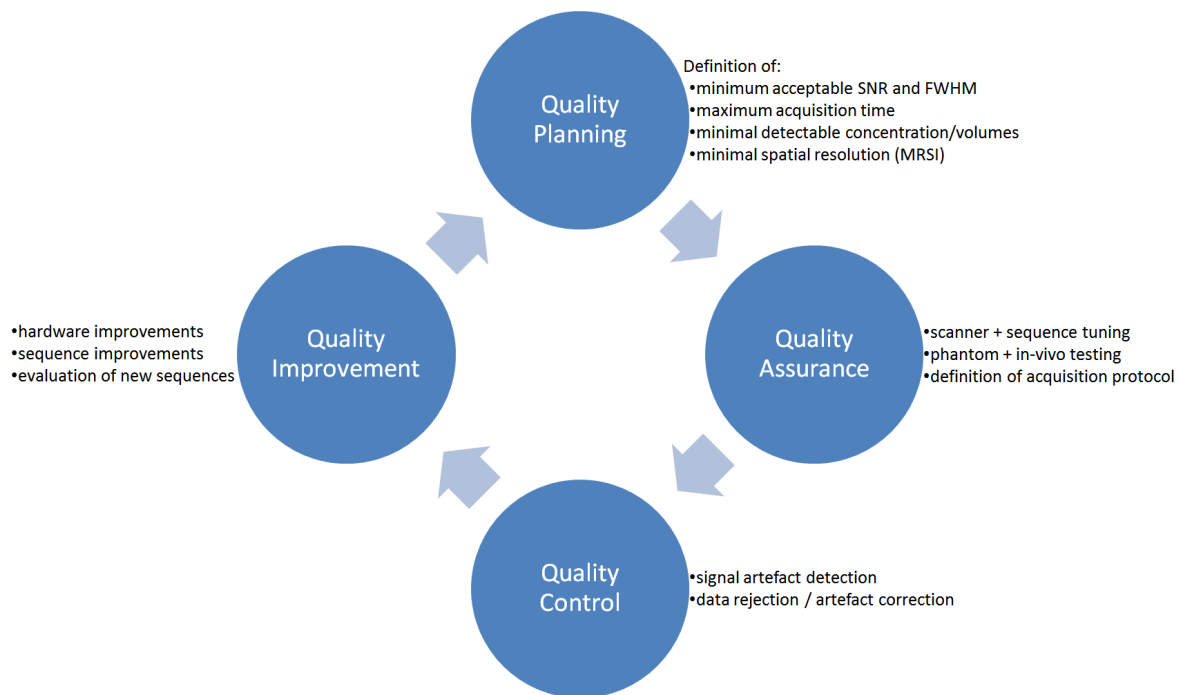 Quality
Planning
Definition of:
•minimum acceptable SNR and FWHM
•maximum acquisition time
•minimal detectable concentration/volumes
•minimal spatial resolution (MRSI)
Quality
Assurance
•scanner + sequence tuning
•phantom + in-vivo testing
•definition of acquisition protocol
Quality
Control
•signal artefact detection
•data rejection / artefact correction
Quality
Improvement
•hardware improvements
•sequence improvements
•evaluation of new sequences